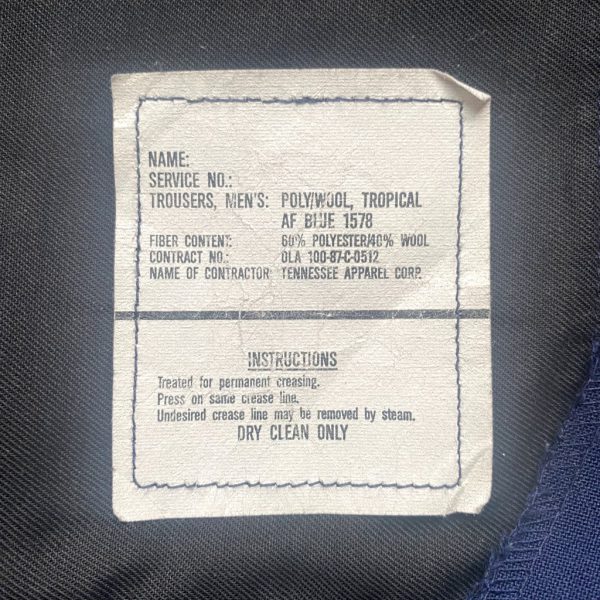 NAME:
SERVICE NO.:
TROUSERS, MEN'S: POLY/WOOL, TROPICAL
AF BLUE 1578
FIBER CONTENT: 60% POLYESTER/40% WOOL
CONTRACT NO.: DLA 100-87-C-0512
NAME OF CONTRACTOR: TENNESSEE APPAREL CORP.
INSTRUCTIONS
Treated for permanent creasing.
Press on same crease line.
Undesired crease line may be removed by steam.
DRY CLEAN ONLY